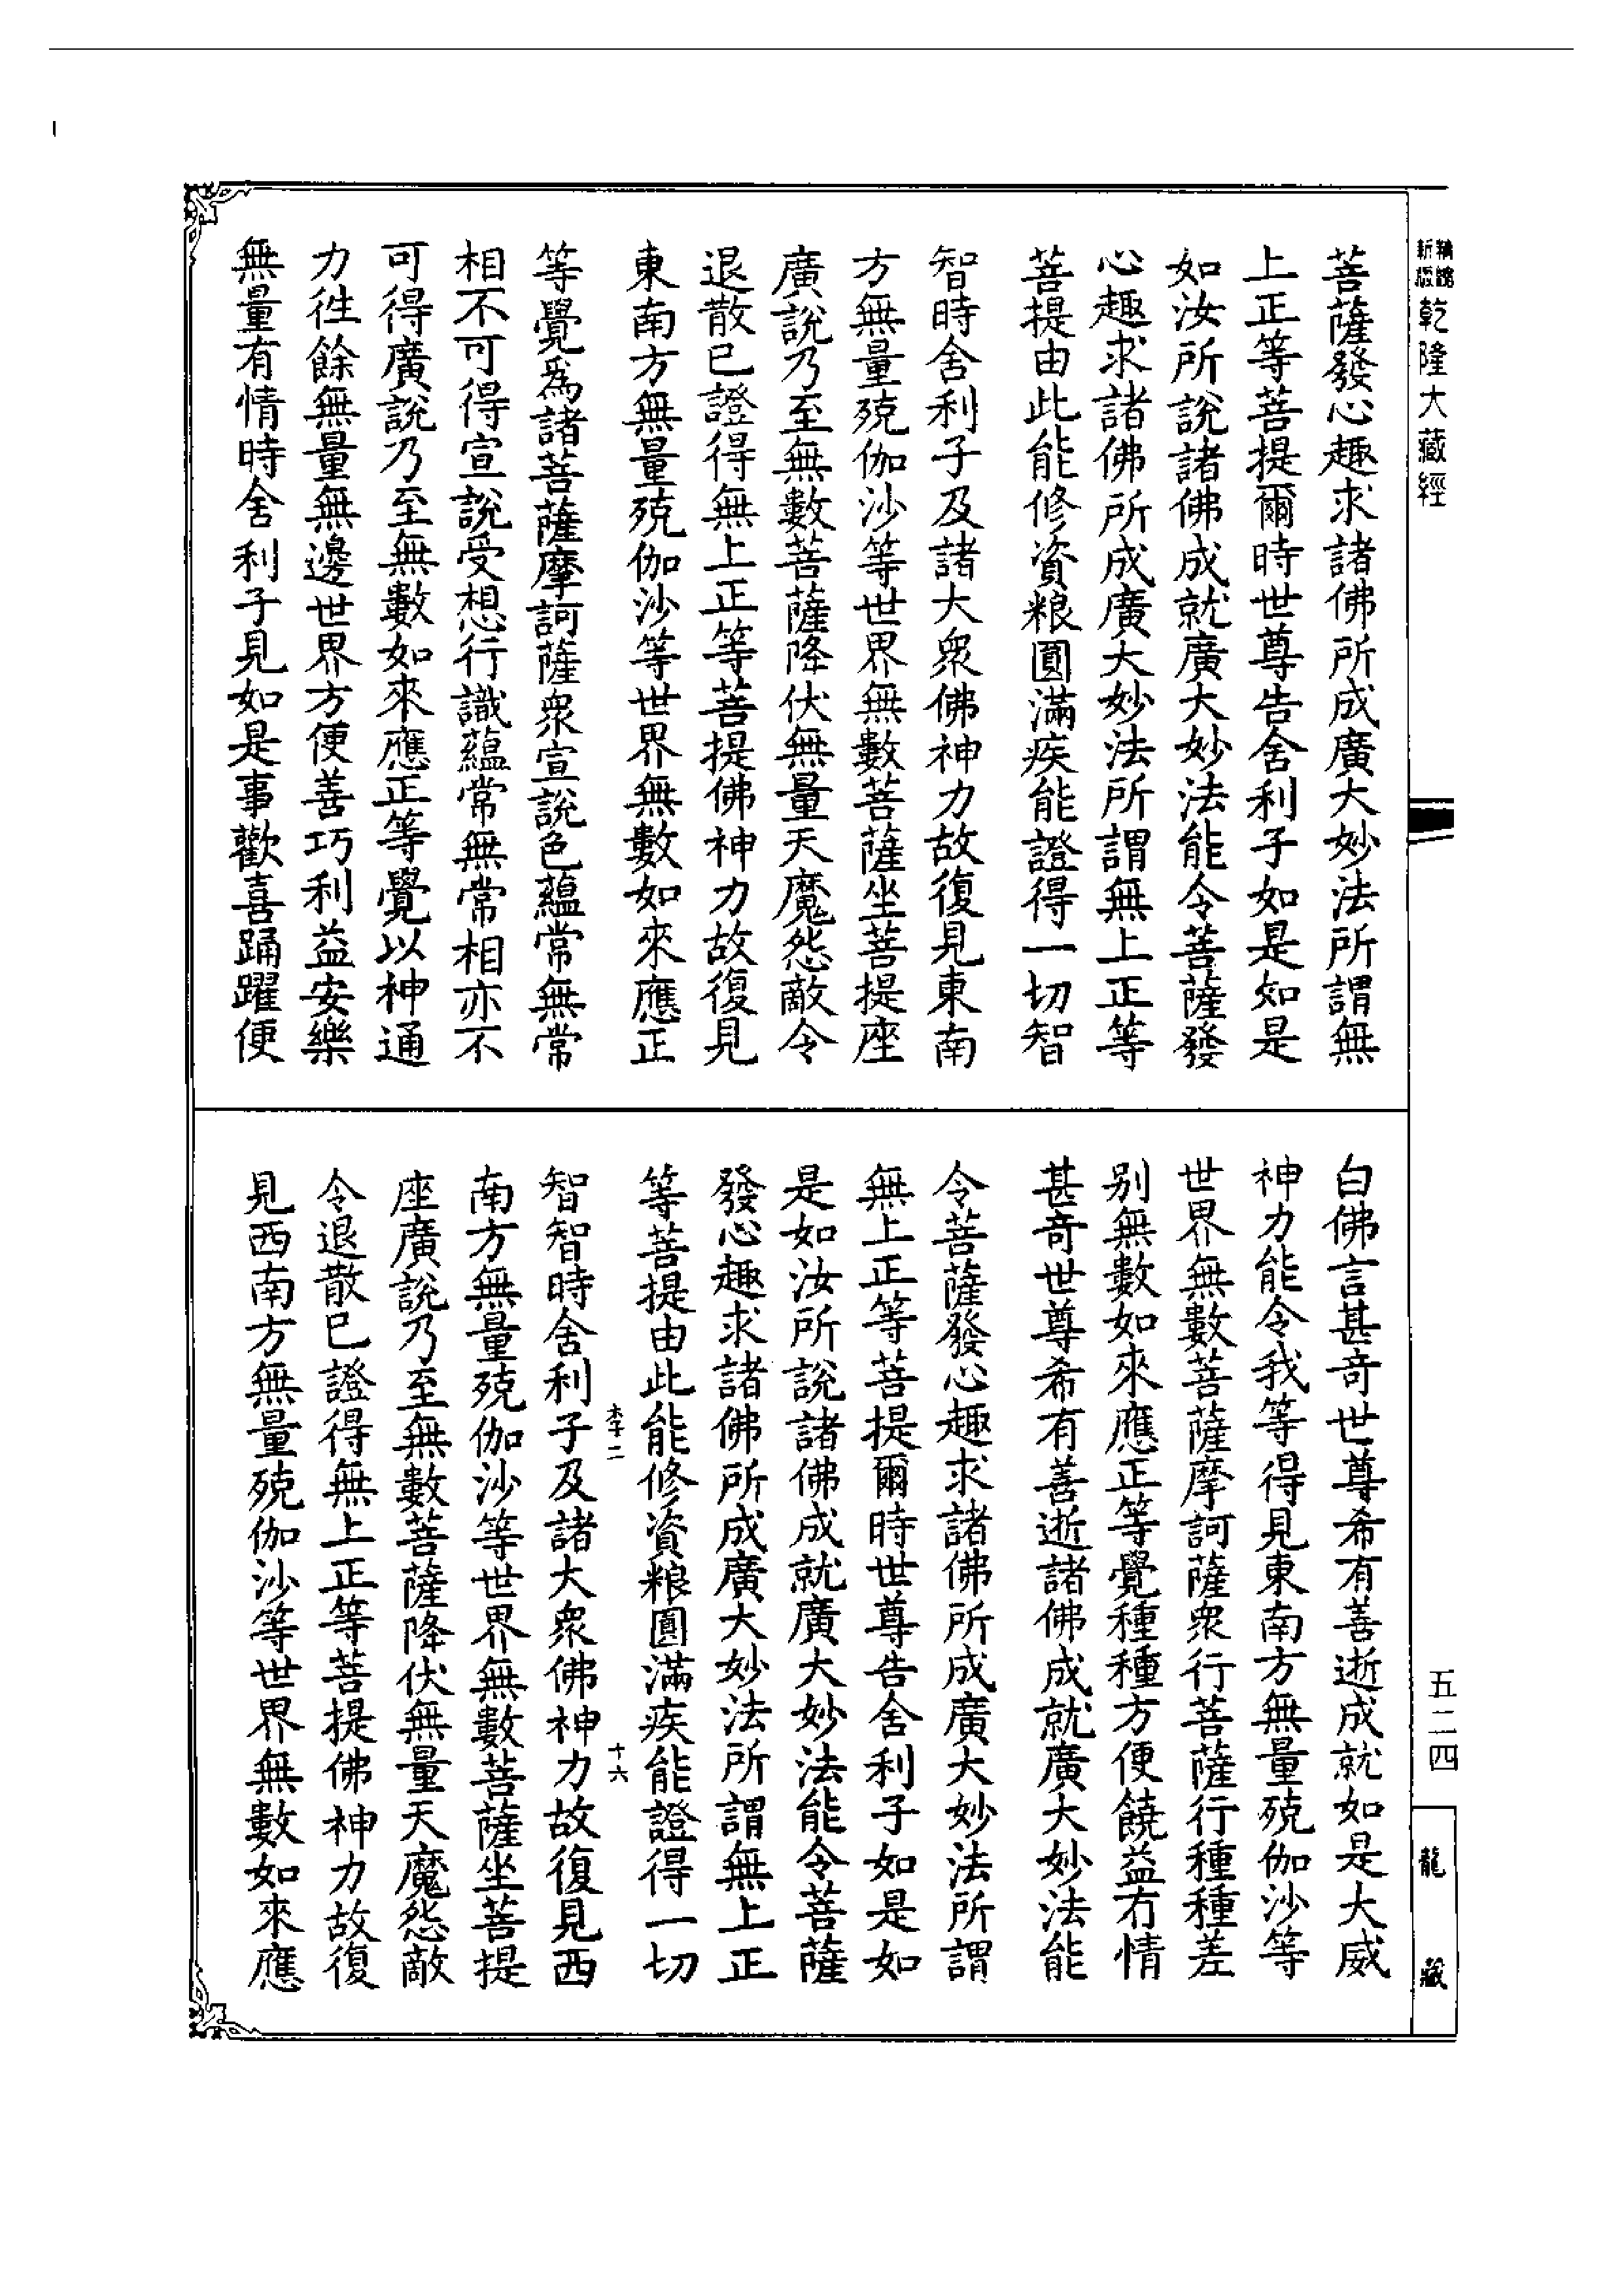 新編縮版乾隆大藏經
菩薩發心趣求諸佛所成廣大妙法所謂無
上正等菩提爾時世尊告舍利子如是如是
如汝所說諸佛成就廣大妙法能令菩薩發
心趣求諸佛所成廣大妙法所謂無上正等
菩提由此能修資粮圓滿疾能證得一切智
智時舍利子及諸大衆佛神力故復見東南
方無量殑伽沙等世界無數菩薩坐菩提座
廣說乃至無數菩薩降伏無量天魔怨敵令
退散已證得無上正等菩提佛神力故復見
東南方無量殑伽沙等世界無數如來應正
等覺爲諸菩薩摩訶薩衆宣說色蘊常無常
相不可得宣說受想行識蘊常無常相亦不
可得廣說乃至無數如來應正等覺以神通
力徃餘無量無邊世界方便善巧利益安樂
無量有情時舍利子見如是事歡喜踊躍便
白佛言甚奇世尊希有善逝成就如是大威
神力能令我等得見東南方無量殑伽沙等
世界無數菩薩摩訶薩衆行菩薩行種種差
别無數如來應正等覺種種方便饒益有情
甚奇世尊希有善逝諸佛成就廣大妙法能
令菩薩發心趣求諸佛所成廣大妙法所謂
無上正等菩提爾時世尊告舍利子如是如
是如汝所說諸佛成就廣大妙法能令菩薩
發心趣求諸佛所成廣大妙法所謂無上正
等菩提由此能修資粮圓滿疾能證得一切
李二 十六
智智時舍利子及諸大衆佛神力故復見西
南方無量殑伽沙等世界無數菩薩坐菩提
座廣說乃至無數菩薩降伏無量天魔怨敵
令退散已證得無上正等菩提佛神力故復
見西南方無量殑伽沙等世界無數如來應
五二四
龍藏